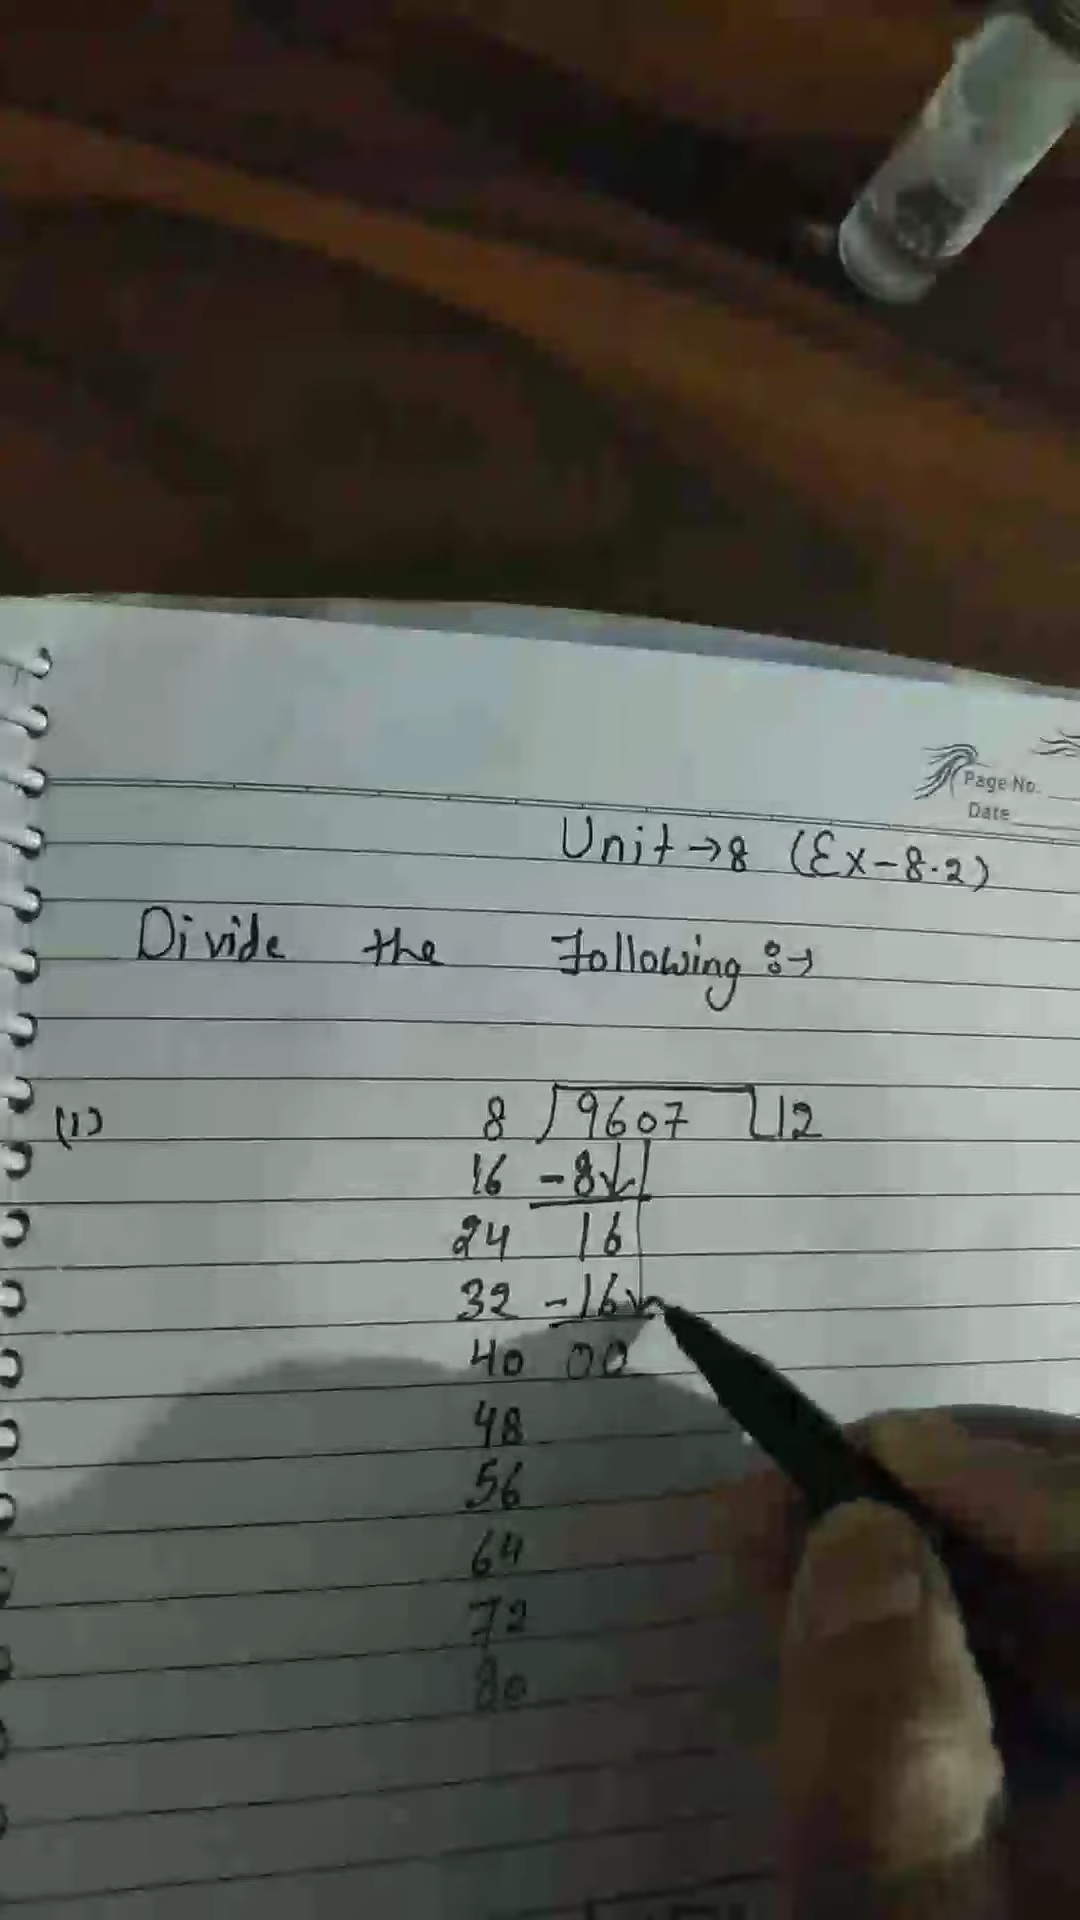 Page No.
Date
Unit→8 (Ex-8.2)
Divide the following :→
(1) 8 ) 9607 12
16 -8↓
24 16
32 -16↓
40 00
48
56
64
72
80